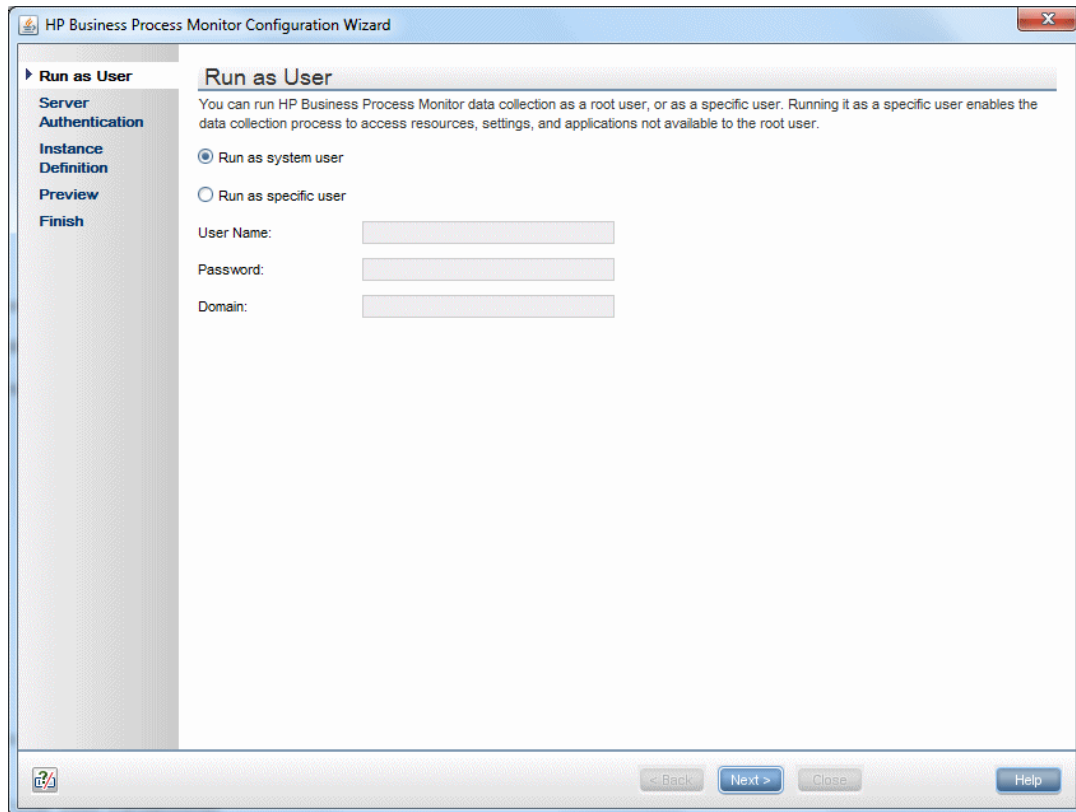 HP Business Process Monitor Configuration Wizard
Run as User
Server
Authentication
Instance
Definition
Preview
Finish
Run as User
You can run HP Business Process Monitor data collection as a root user, or as a specific user. Running it as a specific user enables the
data collection process to access resources, settings, and applications not available to the root user.
Run as system user
Run as specific user
User Name:
Password:
Domain:
< Back
Next >
Close
Help